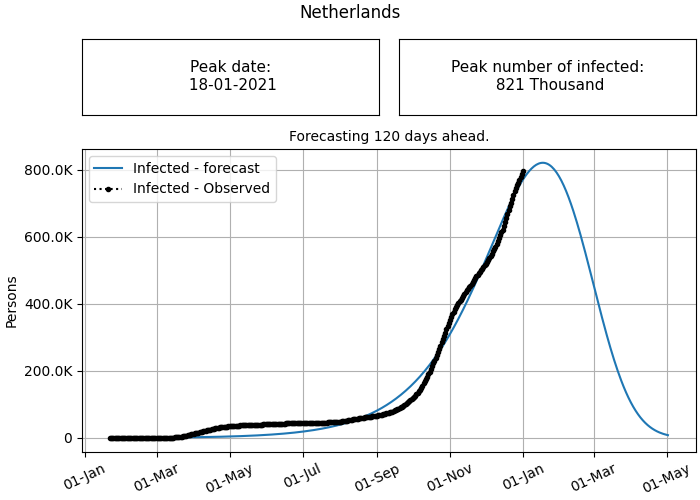 Netherlands
Peak date:
18-01-2021
Peak number of infected:
821 Thousand
Forecasting 120 days ahead.
Infected - forecast
Infected - Observed
Persons
800.0K
600.0K
400.0K
200.0K
0
01-Jan
01-Mar
01-May
01-Jul
01-Sep
01-Nov
01-Jan
01-Mar
01-May